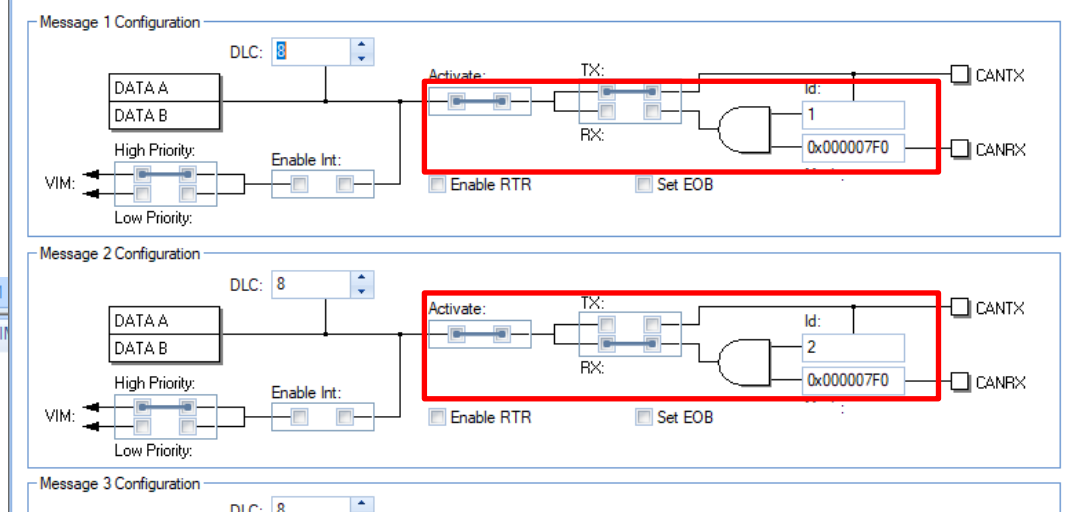 Message 1 Configuration
DLC: 8
Activate:
TX:
CANTX
DATA A
Id:
DATA B
1
RX:
High Priority:
0x000007F0
CANRX
Enable Int:
VIM:
Enable RTR
Set EOB
Low Priority:
Message 2 Configuration
DLC: 8
Activate:
TX:
CANTX
DATA A
Id:
DATA B
2
RX:
High Priority:
0x000007F0
CANRX
Enable Int:
VIM:
Enable RTR
Set EOB
Low Priority:
Message 3 Configuration
DLC: 8